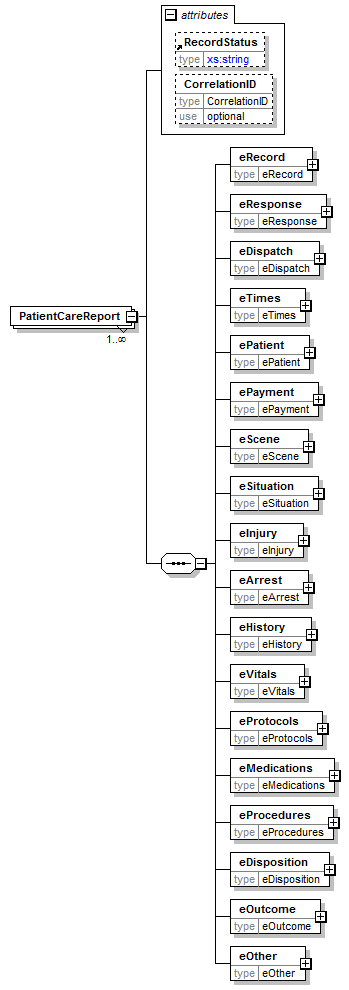 attributes
RecordStatus
type xs:string
CorrelationID
type CorrelationID
use optional
eRecord
type eRecord
eResponse
type eResponse
eDispatch
type eDispatch
eTimes
type eTimes
PatientCareReport
1..∞
ePatient
type ePatient
ePayment
type ePayment
eScene
type eScene
eSituation
type eSituation
eInjury
type eInjury
eArrest
type eArrest
eHistory
type eHistory
eVitals
type eVitals
eProtocols
type eProtocols
eMedications
type eMedications
eProcedures
type eProcedures
eDisposition
type eDisposition
eOutcome
type eOutcome
eOther
type eOther